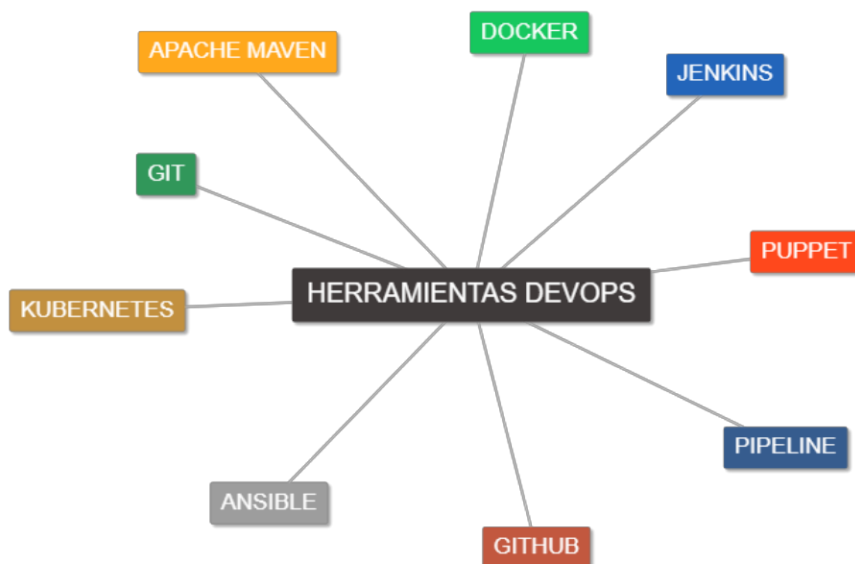 DOCKER
APACHE MAVEN
JENKINS
GIT
PUPPET
HERRAMIENTAS DEVOPS
KUBERNETES
PIPELINE
ANSIBLE
GITHUB